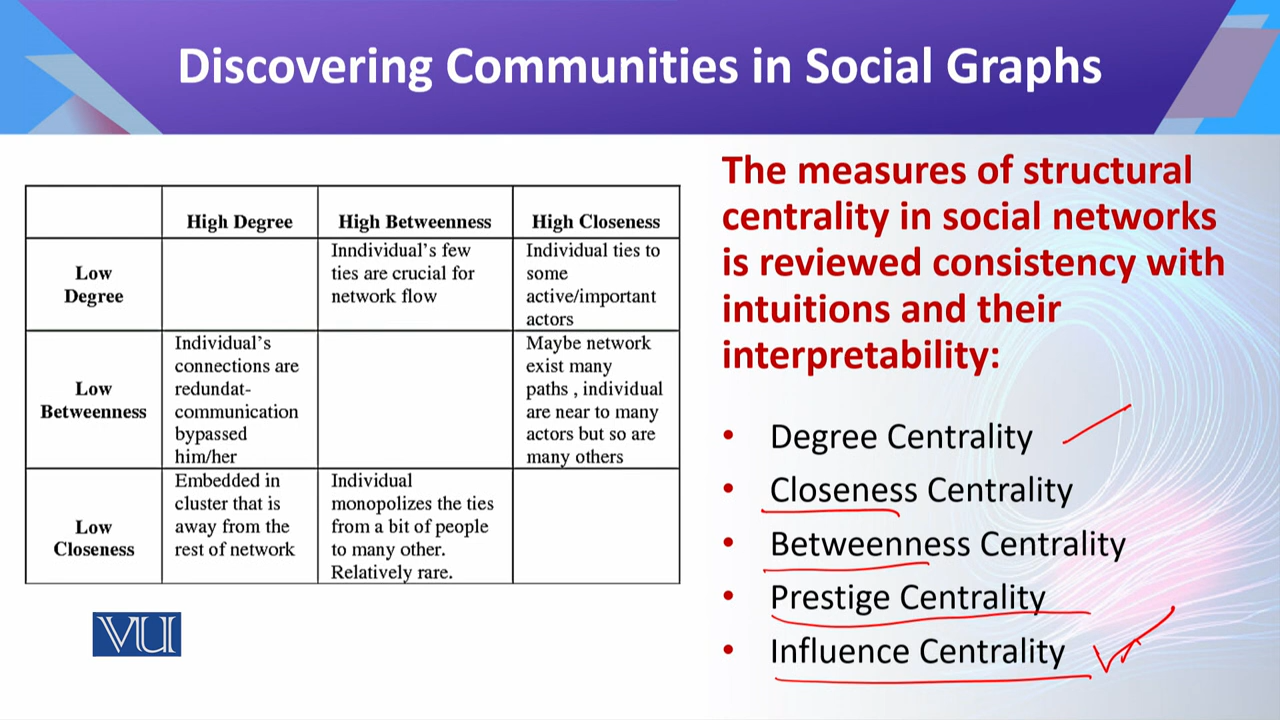 Discovering Communities in Social Graphs
High Degree
High Betweenness
High Closeness
Low
Degree
Inndividual's few
ties are crucial for
network flow
Individual ties to
some
active/important
actors
Low
Betweenness
Individual's
connections are
redundat-
communication
bypassed
him/her
Maybe network
exist many
paths , individual
are near to many
actors but so are
many others
Low
Closeness
Embedded in
cluster that is
away from the
rest of network
Individual
monopolizes the ties
from a bit of people
to many other.
Relatively rare.
VU
The measures of structural
centrality in social networks
is reviewed consistency with
intuitions and their
interpretability:
• Degree Centrality
• Closeness Centrality
• Betweenness Centrality
• Prestige Centrality
• Influence Centrality